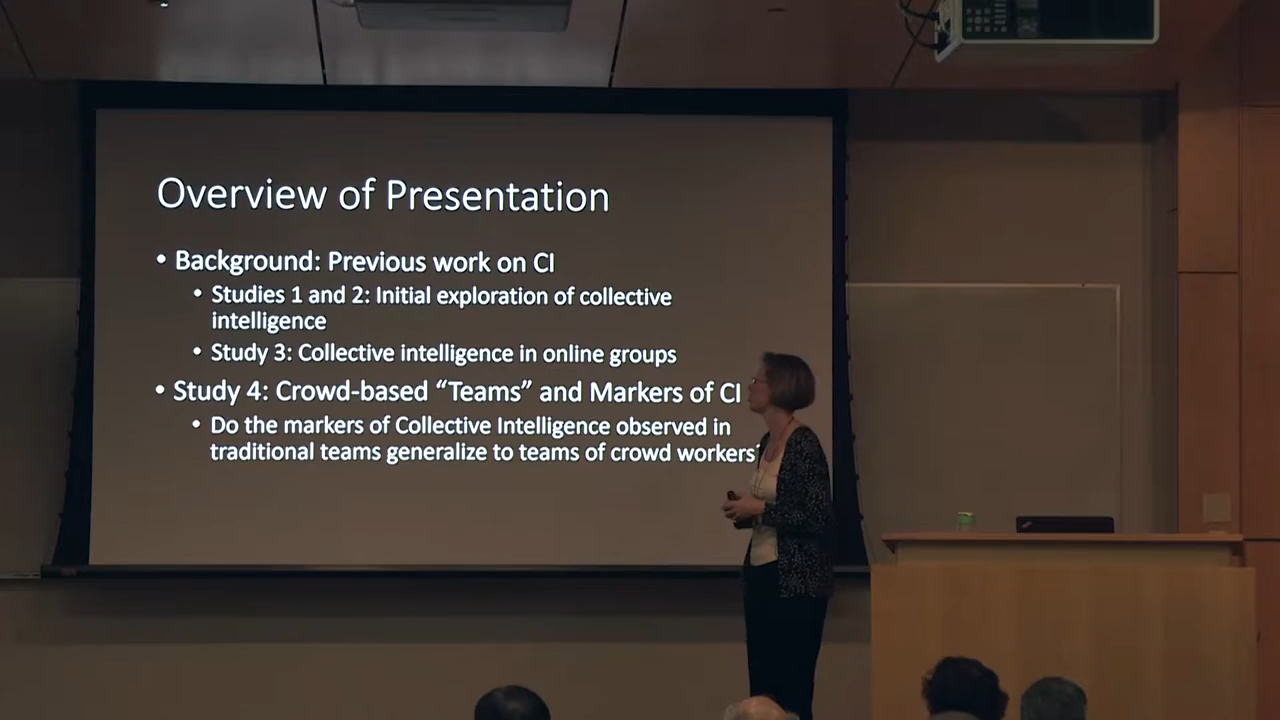 Overview of Presentation
• Background: Previous work on CI
• Studies 1 and 2: Initial exploration of collective
intelligence
• Study 3: Collective intelligence in online groups
• Study 4: Crowd-based “Teams” and Markers of CI
• Do the markers of Collective Intelligence observed in
traditional teams generalize to teams of crowd workers